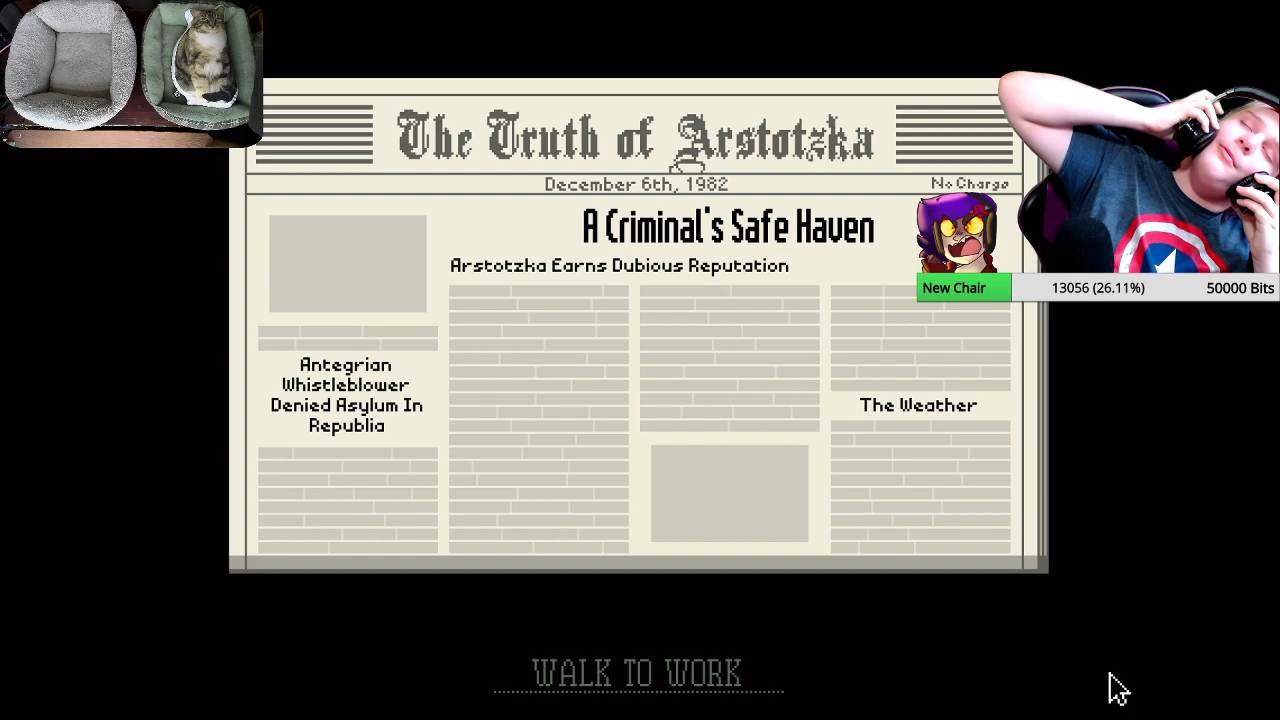 The Truth of Arstotzka
December 6th, 1982
No Charge
A Criminal's Safe Haven
Arstotzka Earns Dubious Reputation
New Chair
13056 (26.11%)
50000 Bits
Antegrian
Whistleblower
Denied Asylum In
Republia
The Weather
WALK TO WORK